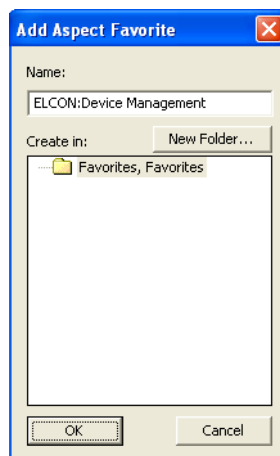 Add Aspect Favorite
Name:
ELCON:Device Management
Create in:
New Folder...
Favorites, Favorites
OK
Cancel